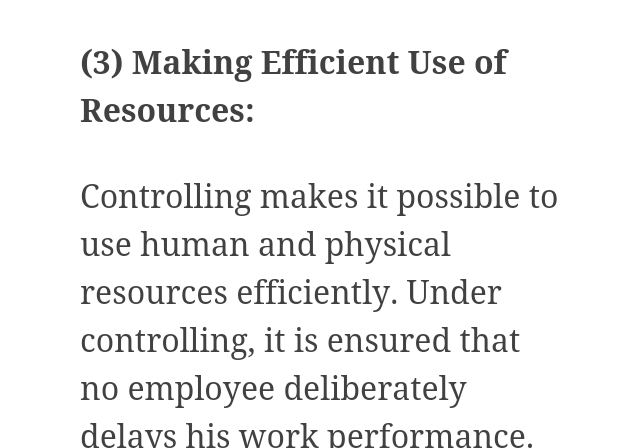 (3) Making Efficient Use of
Resources:
Controlling makes it possible to
use human and physical
resources efficiently. Under
controlling, it is ensured that
no employee deliberately
delays his work performance.